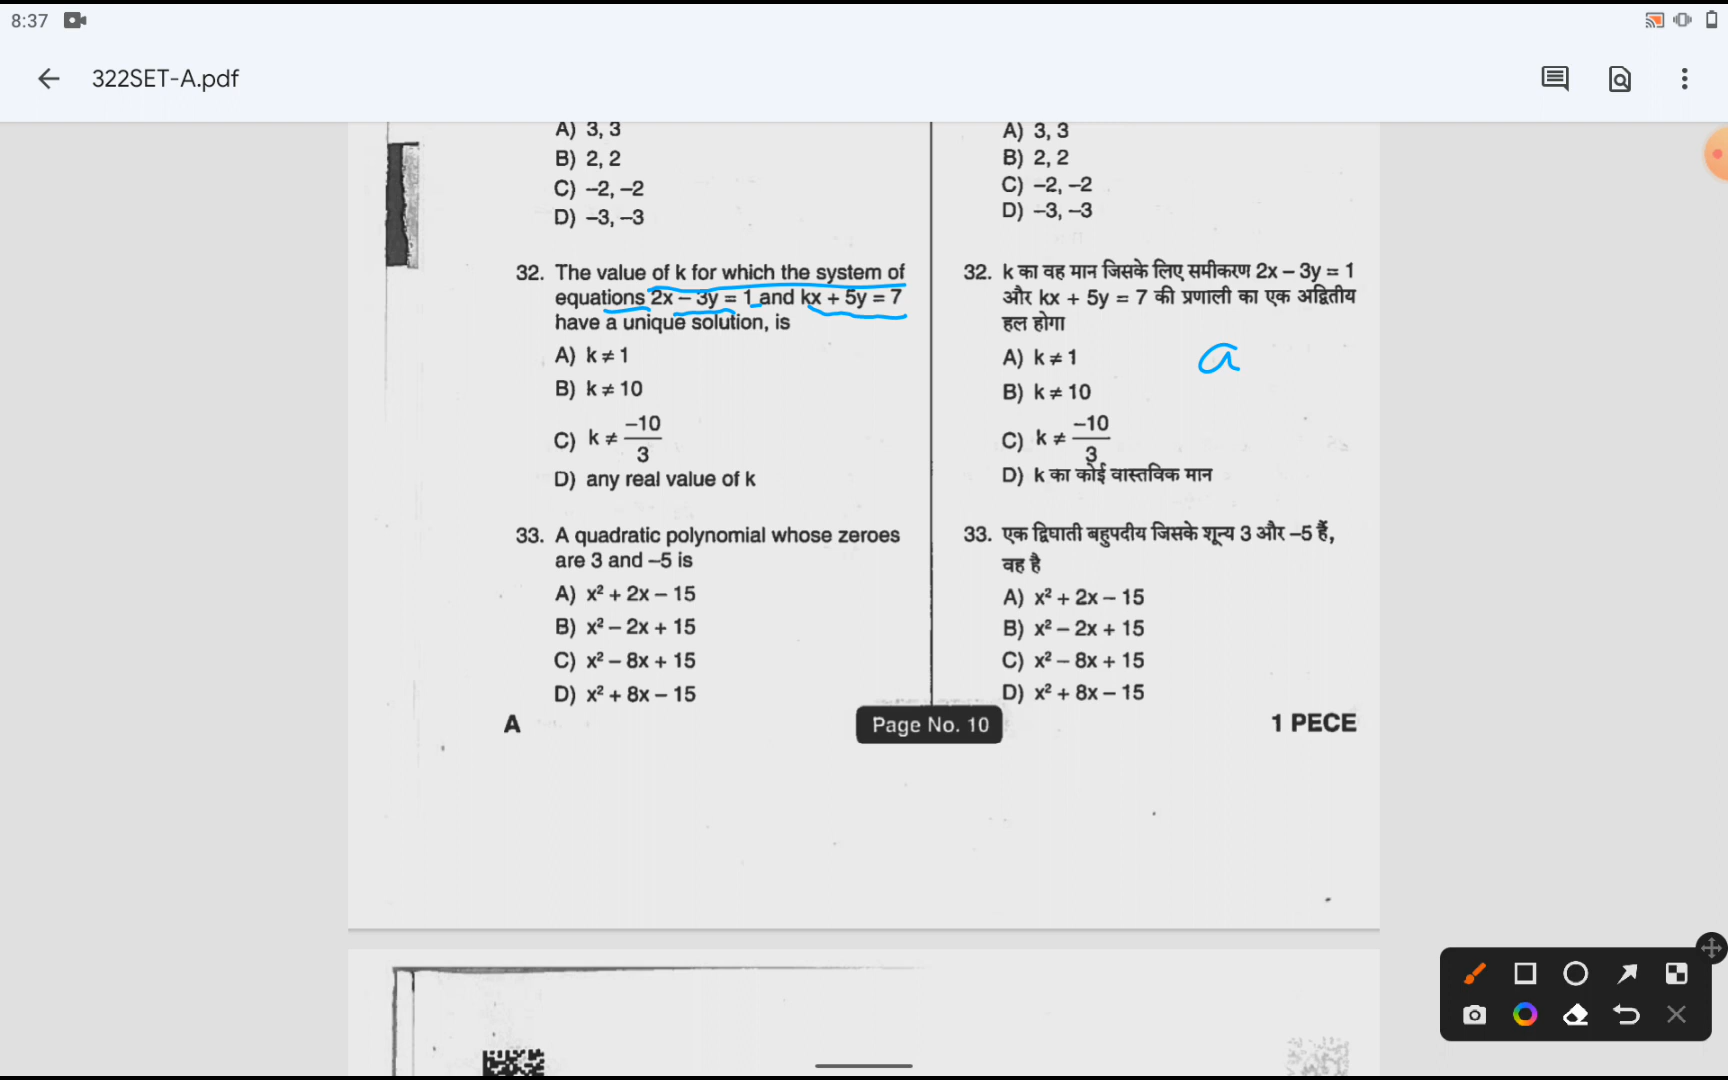 8:37
322SET-A.pdf
A) 3, 3
B) 2, 2
C) –2, –2
D) –3, –3
32. The value of k for which the system of
equations 2x – 3y = 1 and kx + 5y = 7
have a unique solution, is
A) k ≠ 1
B) k ≠ 10
C) k ≠ –10/3
D) any real value of k
33. A quadratic polynomial whose zeroes
are 3 and –5 is
A) x² + 2x – 15
B) x² – 2x + 15
C) x² – 8x + 15
D) x² + 8x – 15
A
A) 3, 3
B) 2, 2
C) –2, –2
D) –3, –3
32. k का वह मान जिसके लिए समीकरण 2x – 3y = 1
और kx + 5y = 7 की प्रणाली का एक अद्वितीय
हल होगा
A) k ≠ 1
a
B) k ≠ 10
C) k ≠ –10/3
D) k का कोई वास्तविक मान
33. एक द्विघाती बहुपदीय जिसके शून्य 3 और –5 हैं,
वह है
A) x² + 2x – 15
B) x² – 2x + 15
C) x² – 8x + 15
D) x² + 8x – 15
Page No. 10
1 PECE